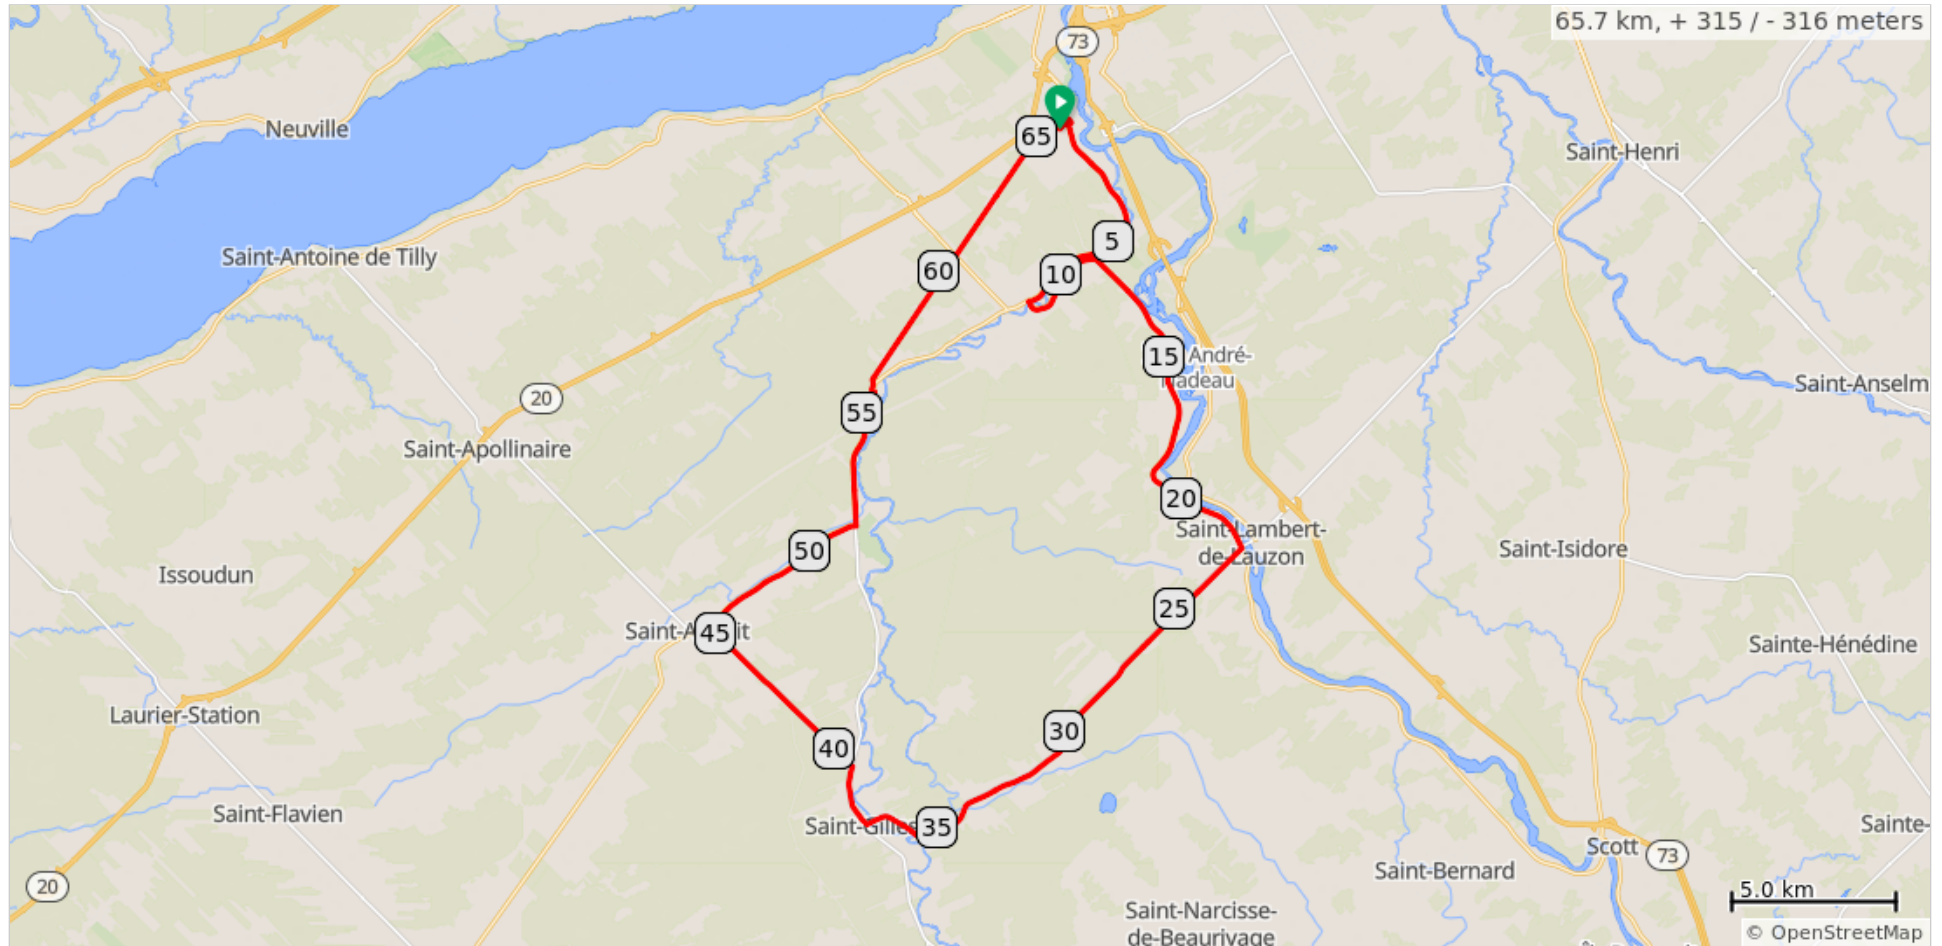 65.7 km, + 315 / - 316 meters
73
Neuville
65
Saint-Henri
5
Saint-Antoine de Tilly
60
10
15
André-
Saint-Anselm
20
55
Saint-Apollinaire
20
Saint-Lambert-
de-Lauzon
Saint-Isidore
50
Issoudun
25
45
Sainte-Hénédine
Laurier-Station
30
40
Saint-Flavien
Saint-Gilles
35
Sainte-
Scott
73
Saint-Bernard
20
5.0 km
Saint-Narcisse-
de-Beaurivage
© OpenStreetMap